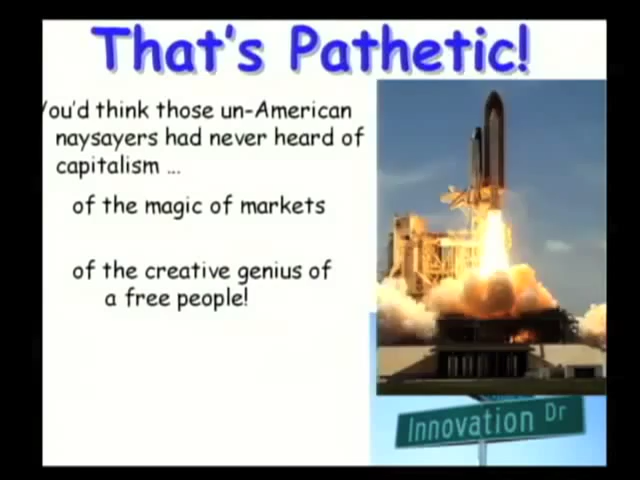 That's Pathetic!
You'd think those un-American
naysayers had never heard of
capitalism ...
of the magic of markets
of the creative genius of
a free people!
Innovation Dr